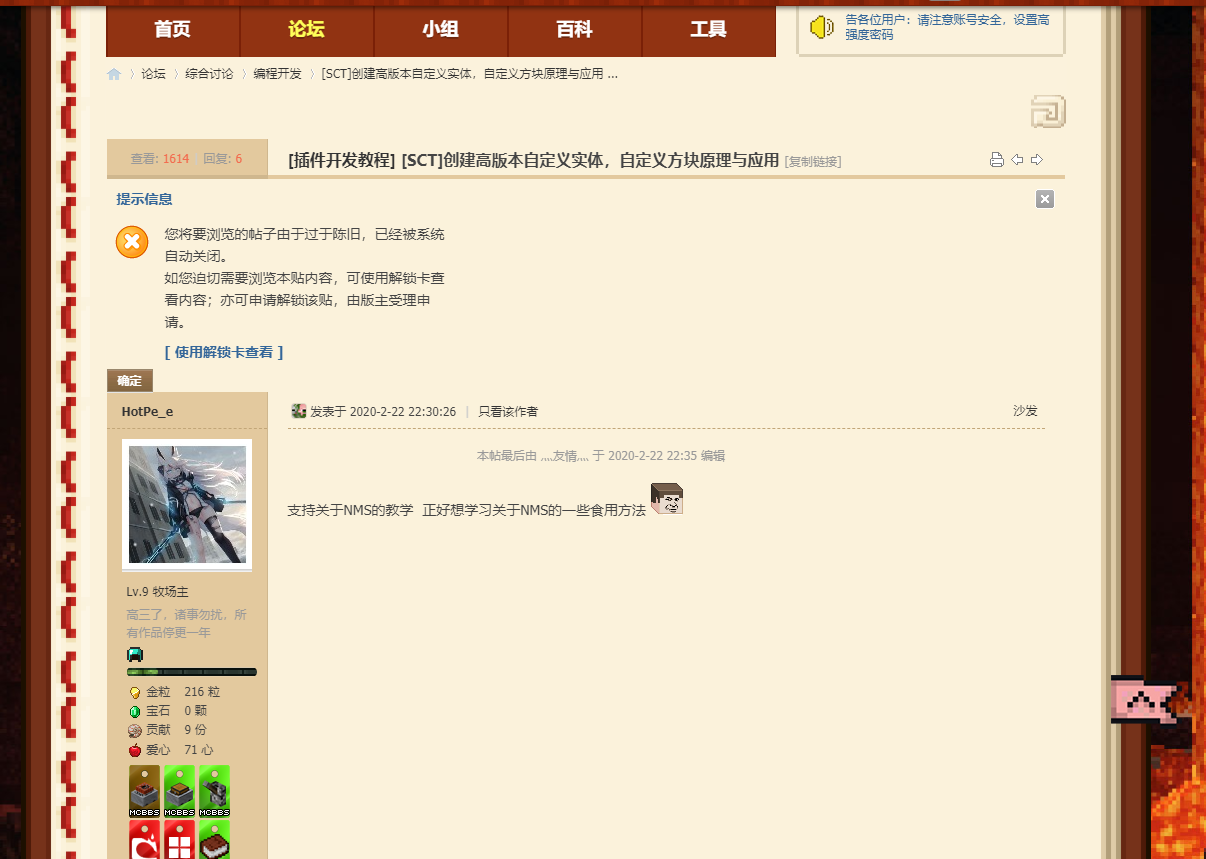 首页 论坛 小组 百科 工具
告各位用户：请注意账号安全，设置高
强度密码
论坛 〉 综合讨论 〉 编程开发 〉 [SCT]创建高版本自定义实体，自定义方块原理与应用 ...
查看: 1614 回复: 6
[插件开发教程] [SCT]创建高版本自定义实体，自定义方块原理与应用 [复制链接]
提示信息
您将要浏览的帖子由于过于陈旧，已经被系统
自动关闭。
如您迫切需要浏览本贴内容，可使用解锁卡查
看内容；亦可申请解锁该贴，由版主受理申
请。
[ 使用解锁卡查看 ]
确定
HotPe_e
发表于 2020-2-22 22:30:26 | 只看该作者
沙发
本帖最后由 ,,,,友情,,,, 于 2020-2-22 22:35 编辑
支持关于NMS的教学 正好想学习关于NMS的一些食用方法
Lv.9 牧场主
高三了，诸事勿扰，所
有作品停更一年
金粒 216 粒
宝石 0 颗
贡献 9 份
爱心 71 心
MCBBS MCBBS MCBBS